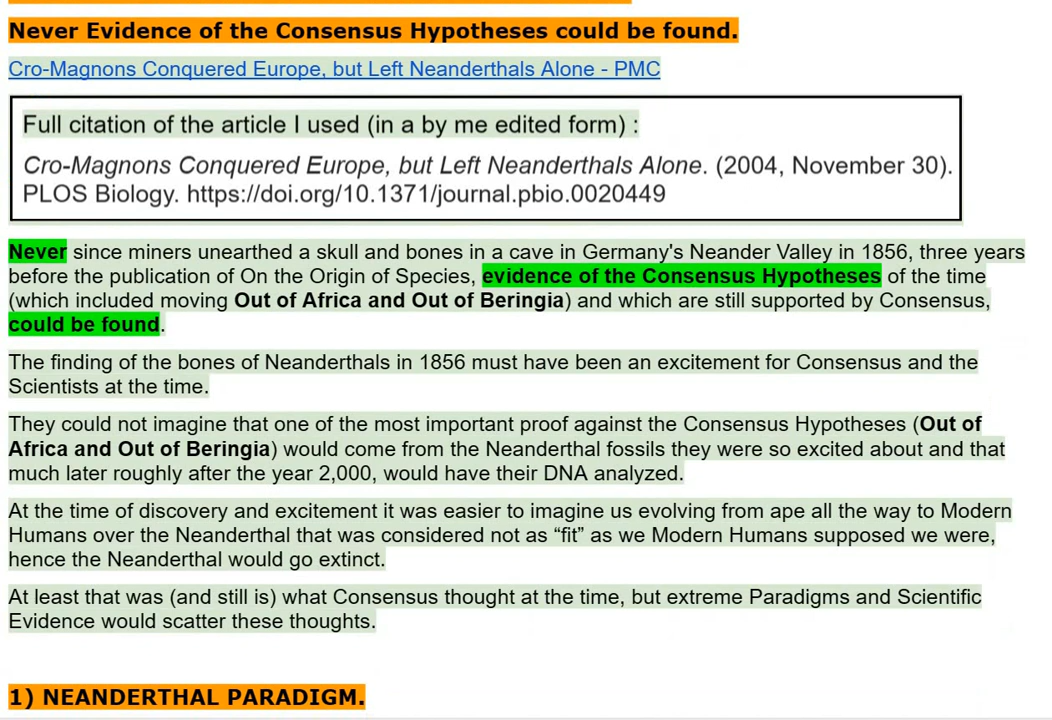 Never Evidence of the Consensus Hypotheses could be found.
Cro-Magnons Conquered Europe, but Left Neanderthals Alone - PMC
Full citation of the article I used (in a by me edited form) :
Cro-Magnons Conquered Europe, but Left Neanderthals Alone. (2004, November 30).
PLOS Biology. https://doi.org/10.1371/journal.pbio.0020449
Never since miners unearthed a skull and bones in a cave in Germany's Neander Valley in 1856, three years
before the publication of On the Origin of Species, evidence of the Consensus Hypotheses of the time
(which included moving Out of Africa and Out of Beringia) and which are still supported by Consensus,
could be found.
The finding of the bones of Neanderthals in 1856 must have been an excitement for Consensus and the
Scientists at the time.
They could not imagine that one of the most important proof against the Consensus Hypotheses (Out of
Africa and Out of Beringia) would come from the Neanderthal fossils they were so excited about and that
much later roughly after the year 2,000, would have their DNA analyzed.
At the time of discovery and excitement it was easier to imagine us evolving from ape all the way to Modern
Humans over the Neanderthal that was considered not as “fit” as we Modern Humans supposed we were,
hence the Neanderthal would go extinct.
At least that was (and still is) what Consensus thought at the time, but extreme Paradigms and Scientific
Evidence would scatter these thoughts.
1) NEANDERTHAL PARADIGM.